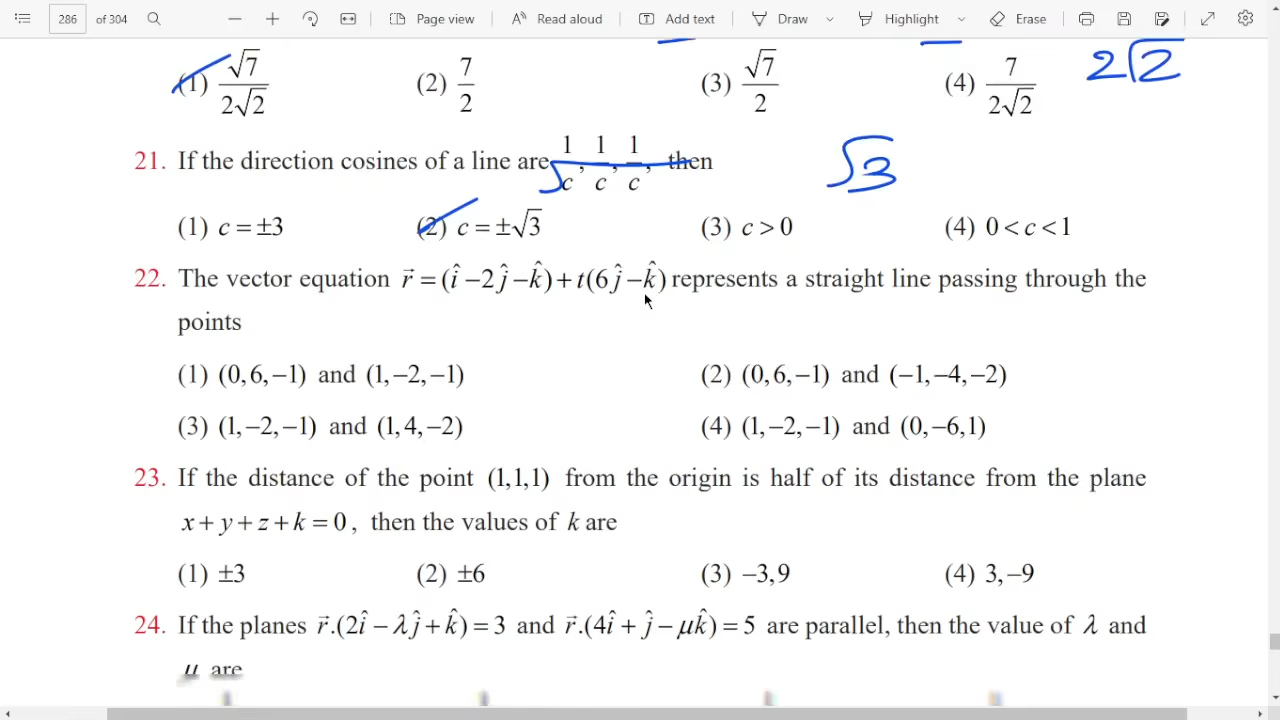 286 of 304 Page view Read aloud Add text Draw Highlight Erase
(1) √7/2√2 (2) 7/2 (3) √7/2 (4) 7/2√2 2√2
21. If the direction cosines of a line are 1/c, 1/c, 1/c, then √3
(1) c = ±3 (2) c = ±√3 (3) c > 0 (4) 0 < c < 1
22. The vector equation r⃗ = (î − 2ĵ − k̂) + t(6ĵ − k̂) represents a straight line passing through the
points
(1) (0, 6, −1) and (1, −2, −1) (2) (0, 6, −1) and (−1, −4, −2)
(3) (1, −2, −1) and (1, 4, −2) (4) (1, −2, −1) and (0, −6, 1)
23. If the distance of the point (1,1,1) from the origin is half of its distance from the plane
x + y + z + k = 0, then the values of k are
(1) ±3 (2) ±6 (3) −3, 9 (4) 3, −9
24. If the planes r⃗.(2î − λĵ + k̂) = 3 and r⃗.(4î + ĵ − μk̂) = 5 are parallel, then the value of λ and
μ are